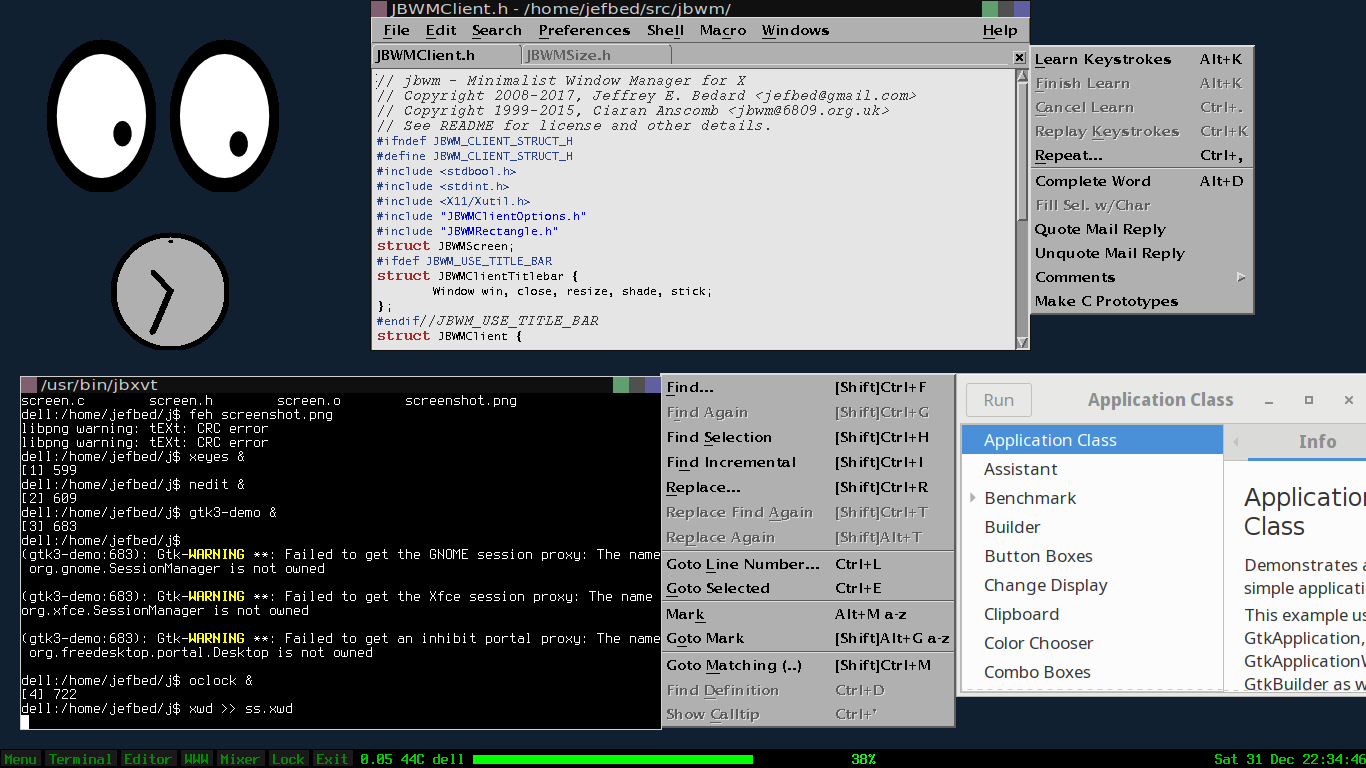 JBWMClient.h - /home/jefbed/src/jbwm/
File Edit Search Preferences Shell Macro Windows Help
JBWMClient.h JBWMSize.h
// jbwm - Minimalist Window Manager for X
// Copyright 2008-2017, Jeffrey E. Bedard <jefbed@gmail.com>
// Copyright 1999-2015, Ciaran Anscomb <jbwm@6809.org.uk>
// See README for license and other details.
#ifndef JBWM_CLIENT_STRUCT_H
#define JBWM_CLIENT_STRUCT_H
#include <stdbool.h>
#include <stdint.h>
#include <X11/Xutil.h>
#include "JBWMClientOptions.h"
#include "JBWMRectangle.h"
struct JBWMScreen;
#ifdef JBWM_USE_TITLE_BAR
struct JBWMClientTitlebar {
Window win, close, resize, shade, stick;
};
#endif//JBWM_USE_TITLE_BAR
struct JBWMClient {
Learn Keystrokes Alt+K
Finish Learn Alt+K
Cancel Learn Ctrl+.
Replay Keystrokes Ctrl+K
Repeat... Ctrl+,
Complete Word Alt+D
Fill Sel. w/Char
Quote Mail Reply
Unquote Mail Reply
Comments
Make C Prototypes
/usr/bin/jbxvt
screen.c screen.h screen.o screenshot.png
dell:/home/jefbed/j$ feh screenshot.png
libpng warning: tEXt: CRC error
libpng warning: tEXt: CRC error
dell:/home/jefbed/j$ xeyes &
[1] 599
dell:/home/jefbed/j$ nedit &
[2] 609
dell:/home/jefbed/j$ gtk3-demo &
[3] 683
dell:/home/jefbed/j$
(gtk3-demo:683): Gtk-WARNING **: Failed to get the GNOME session proxy: The name
org.gnome.SessionManager is not owned
(gtk3-demo:683): Gtk-WARNING **: Failed to get the Xfce session proxy: The name
org.xfce.SessionManager is not owned
(gtk3-demo:683): Gtk-WARNING **: Failed to get an inhibit portal proxy: The name
org.freedesktop.portal.Desktop is not owned
dell:/home/jefbed/j$ oclock &
[4] 722
dell:/home/jefbed/j$ xwd >> ss.xwd
Find... [Shift]Ctrl+F
Find Again [Shift]Ctrl+G
Find Selection [Shift]Ctrl+H
Find Incremental [Shift]Ctrl+I
Replace... [Shift]Ctrl+R
Replace Find Again [Shift]Ctrl+T
Replace Again [Shift]Alt+T
Goto Line Number... Ctrl+L
Goto Selected Ctrl+E
Mark Alt+M a-z
Goto Mark [Shift]Alt+G a-z
Goto Matching (..) [Shift]Ctrl+M
Find Definition Ctrl+D
Show Calltip Ctrl+'
Run Application Class
Application Class
Assistant
Benchmark
Builder
Button Boxes
Change Display
Clipboard
Color Chooser
Combo Boxes
Info
Application
Class
Demonstrates a
simple applicati
This example us
GtkApplication,
GtkApplicationW
GtkBuilder as w
Menu Terminal Editor WWW Mixer Lock Exit 0.05 44C dell 38% Sat 31 Dec 22:34:46